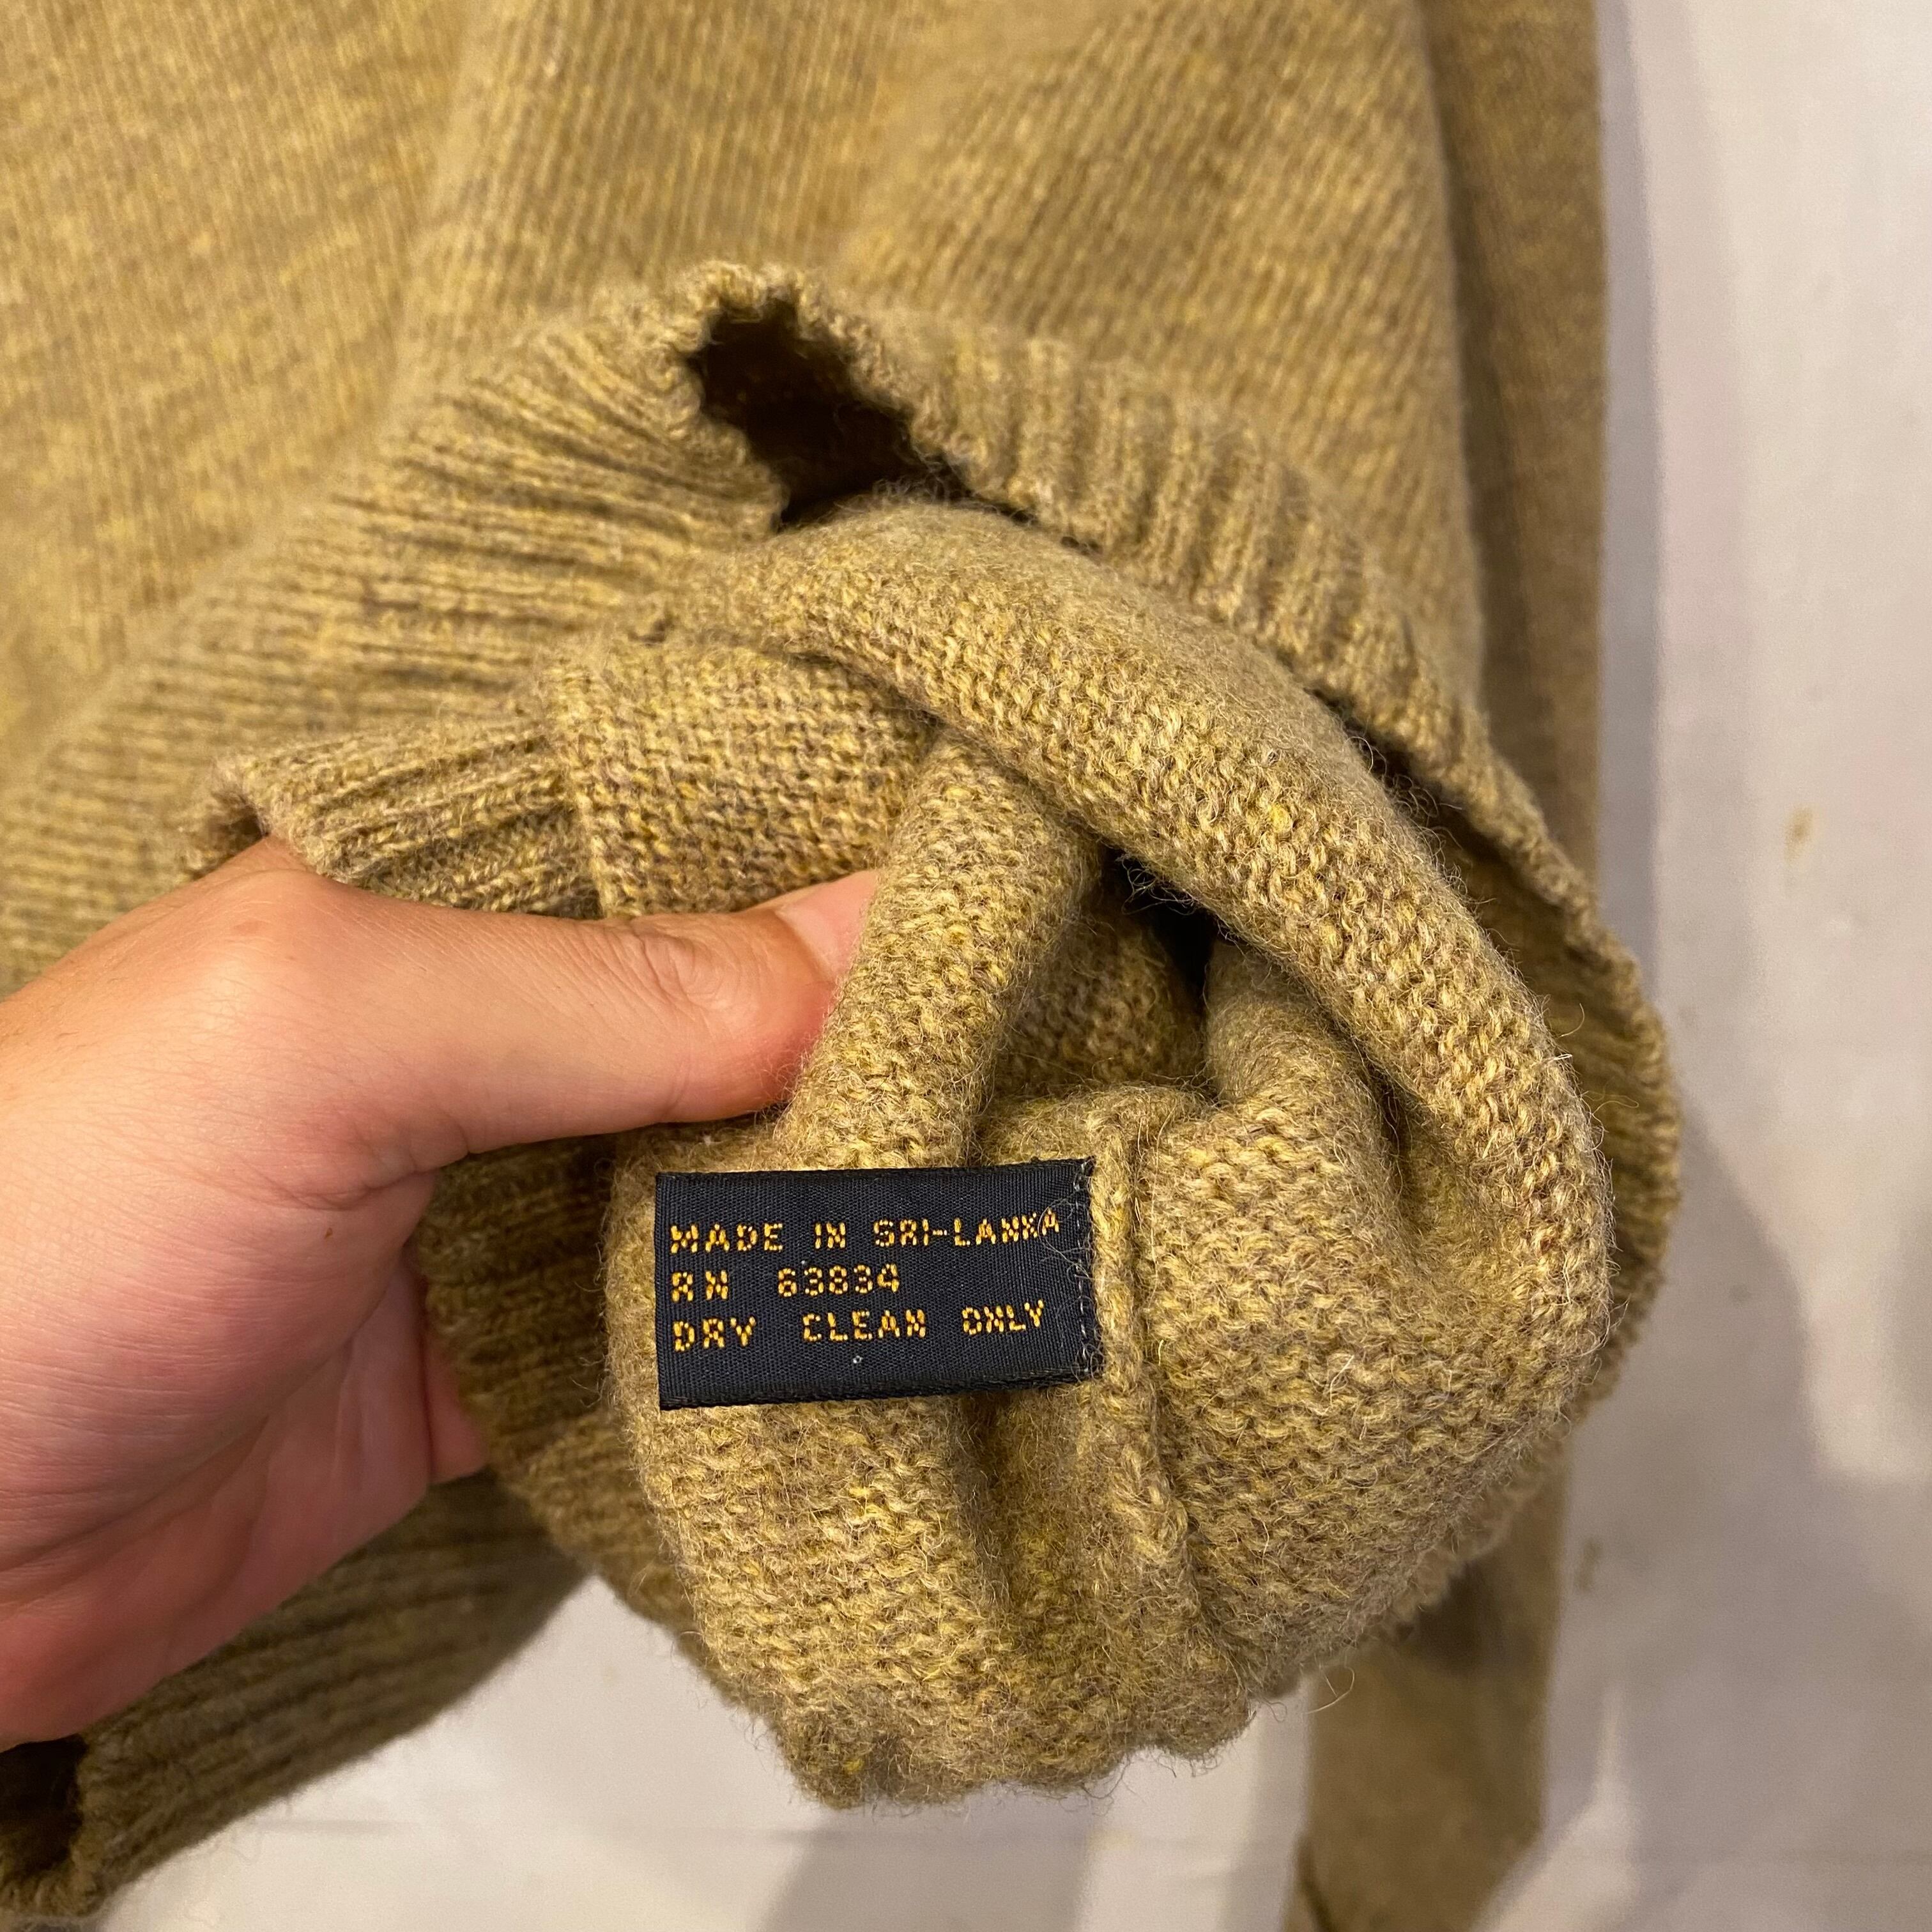 MADE IN SRI-LANKA
RN 63834
DRY CLEAN ONLY